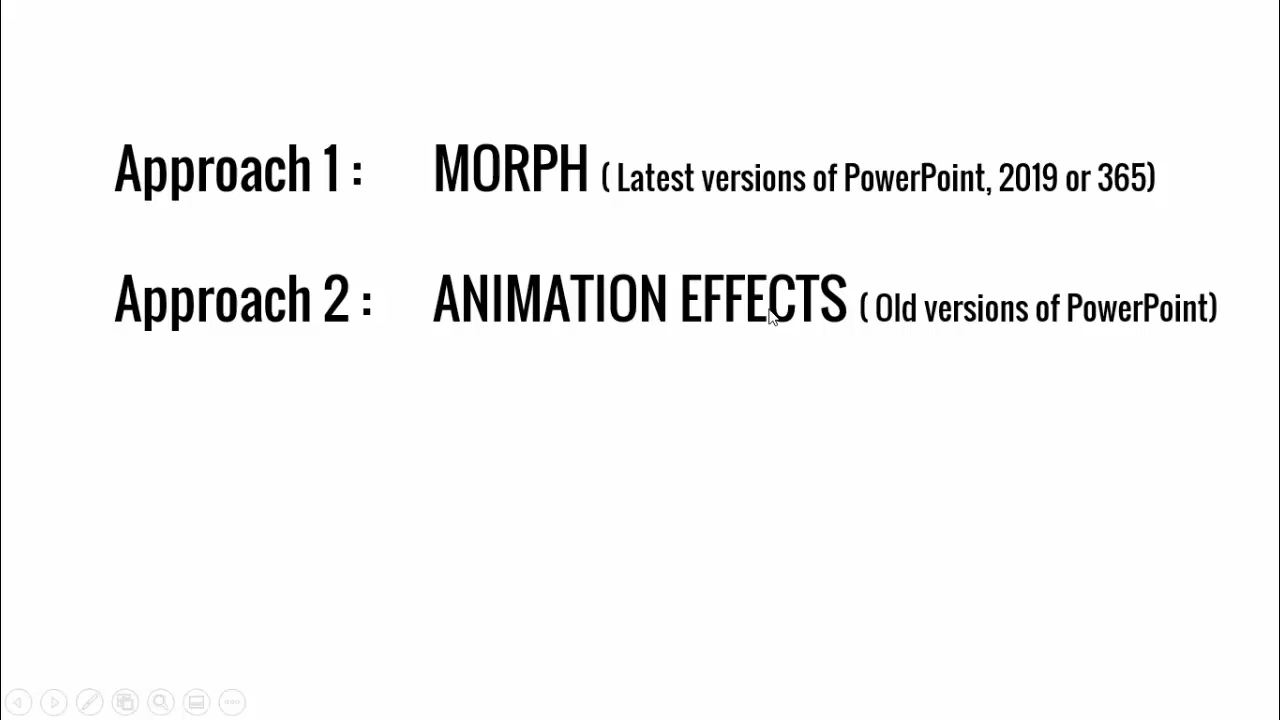 Approach 1 : MORPH ( Latest versions of PowerPoint, 2019 or 365)
Approach 2 : ANIMATION EFFECTS ( Old versions of PowerPoint)